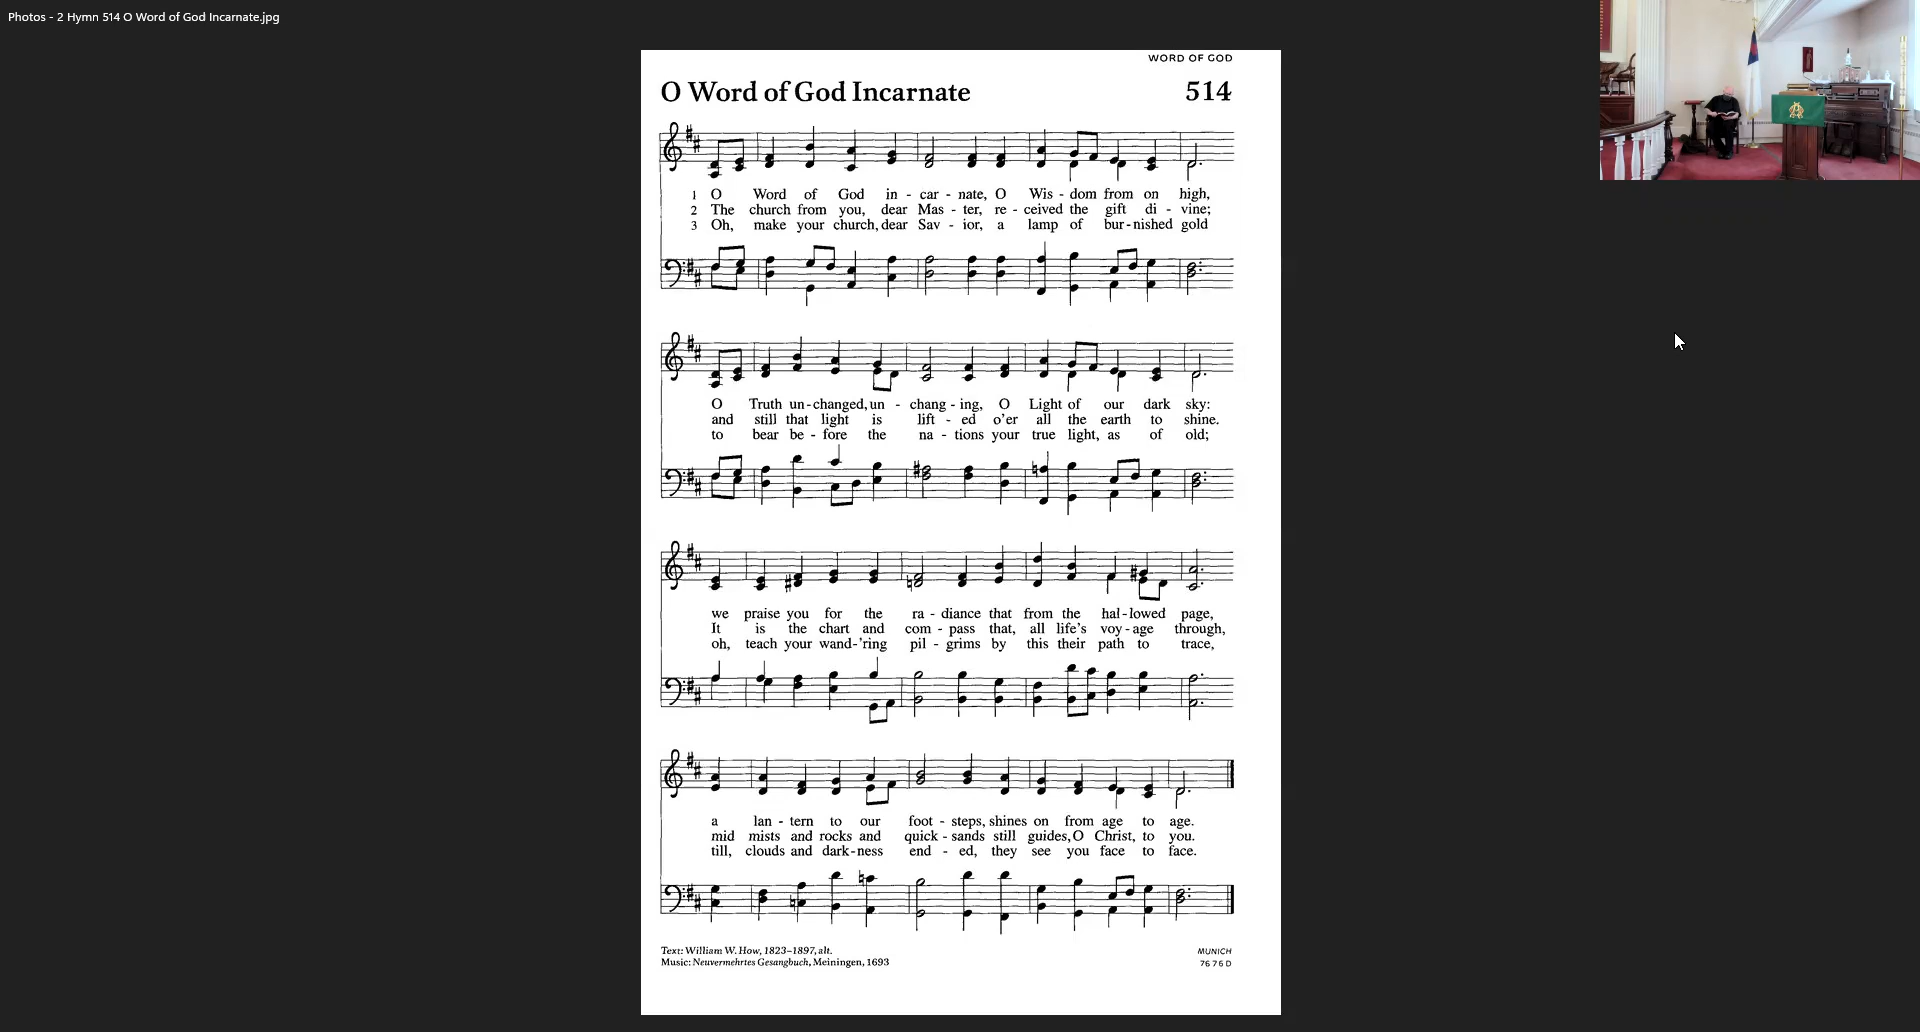 Photos - 2 Hymn 514 O Word of God Incarnate.jpg
WORD OF GOD
O Word of God Incarnate 514
1 O Word of God in - car - nate, O Wis - dom from on high,
2 The church from you, dear Mas - ter, re - ceived the gift di - vine;
3 Oh, make your church, dear Sav - ior, a lamp of bur - nished gold
O Truth un - changed, un - chang - ing, O Light of our dark sky:
and still that light is lift - ed o'er all the earth to shine.
to bear be - fore the na - tions your true light, as of old;
we praise you for the ra - diance that from the hal - lowed page,
It is the chart and com - pass that, all life's voy - age through,
oh, teach your wand - 'ring pil - grims by this their path to trace,
a lan - tern to our foot - steps, shines on from age to age.
mid mists and rocks and quick - sands still guides, O Christ, to you.
till, clouds and dark - ness end - ed, they see you face to face.
Text: William W. How, 1823–1897, alt.
Music: Neuvermehrtes Gesangbuch, Meiningen, 1693
MUNICH
76 76 D